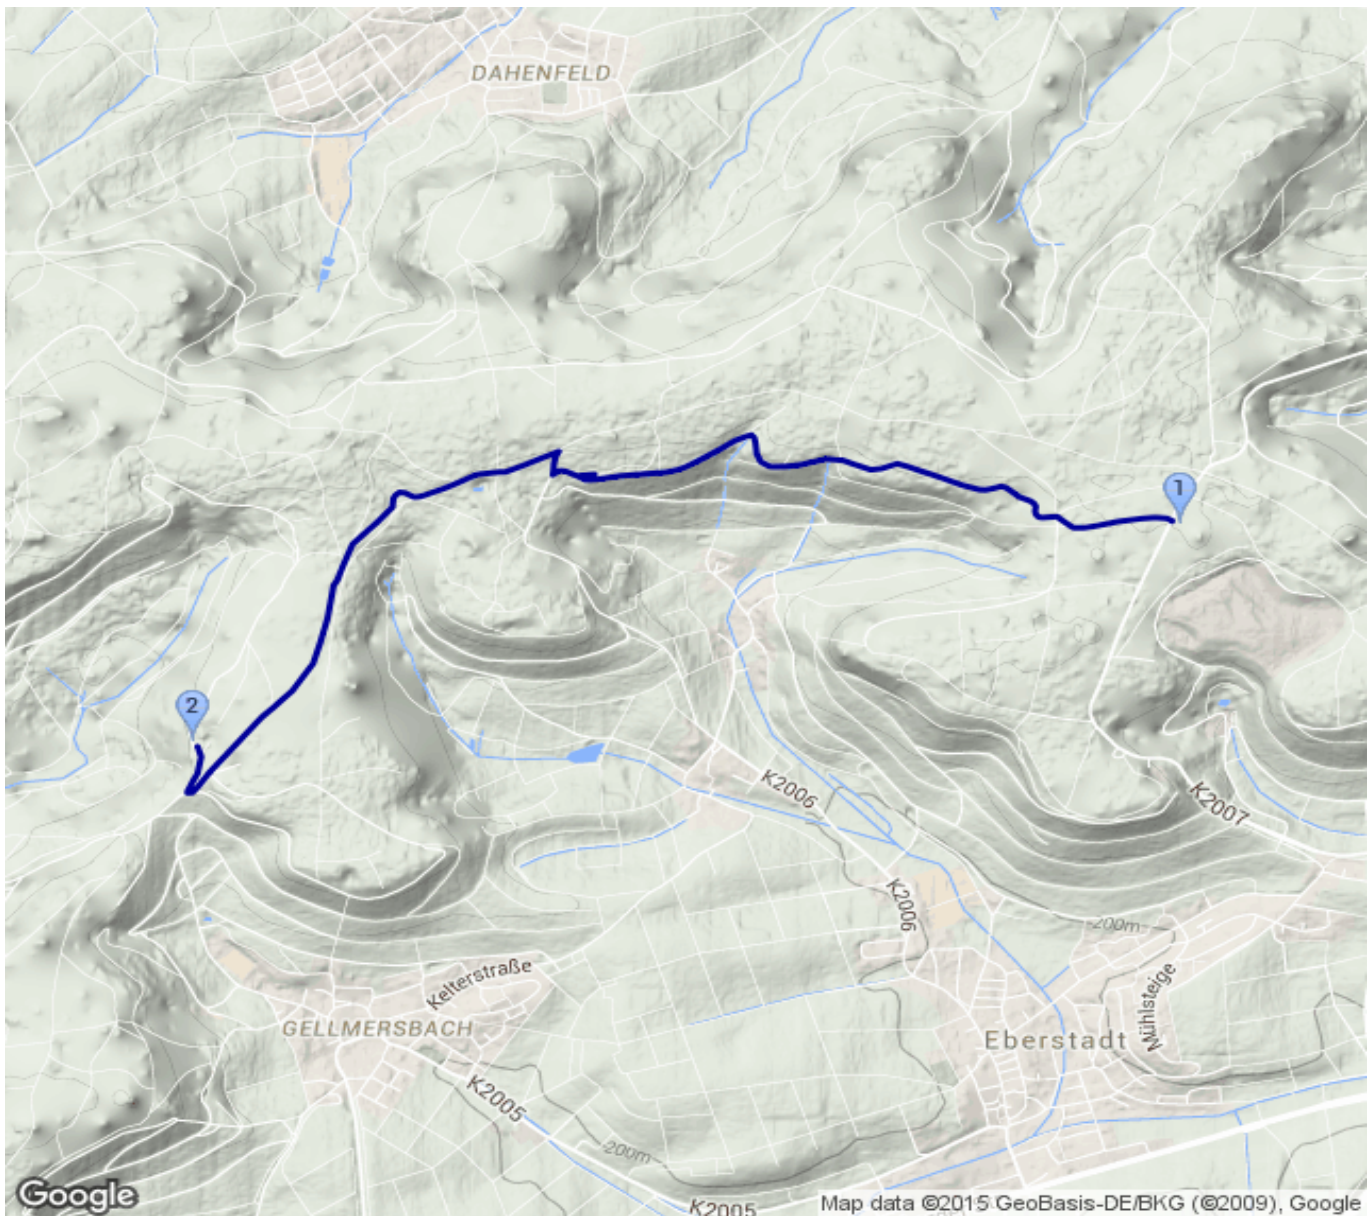 DAHENFELD
1
2
K2006
K2007
K2006
200m
Kelterstraße
Mühlsteige
GELLMERSBACH
Eberstadt
K2005
200m
K2005
Google
Map data ©2015 GeoBasis-DE/BKG (©2009), Google